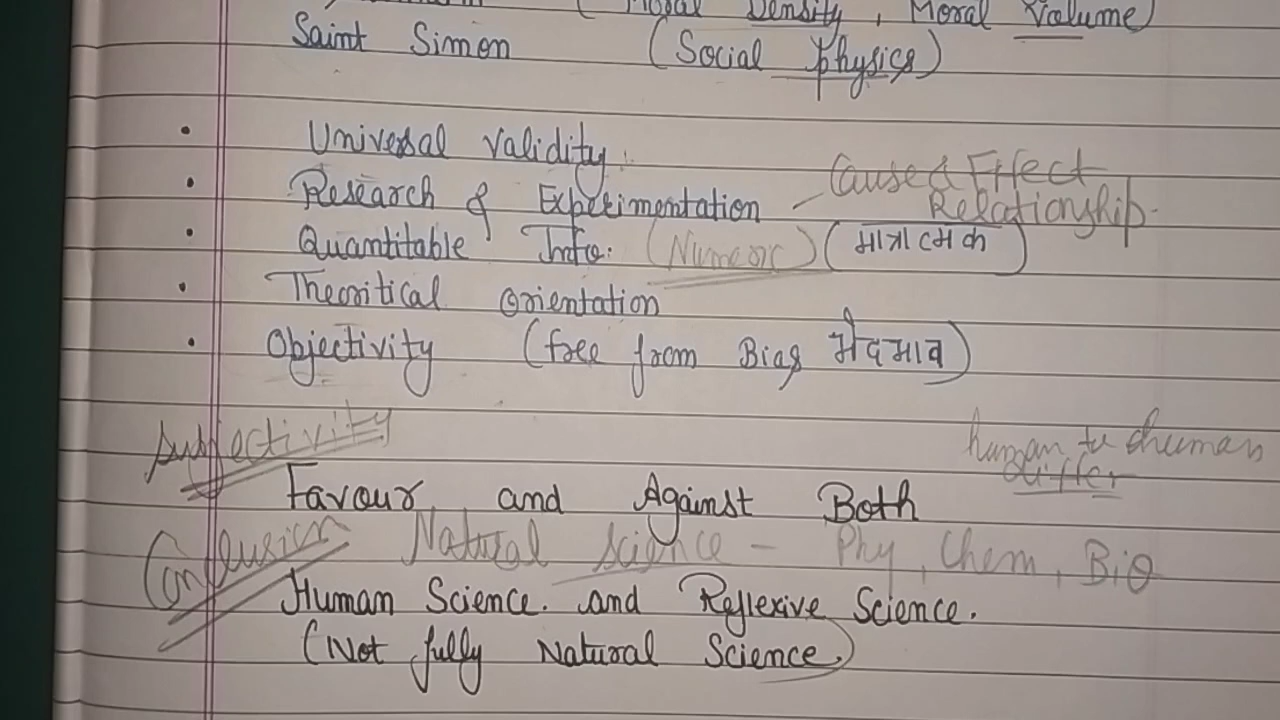 (Moral Density, Moral Volume)
Saint Simon (Social Physics)
• Universal Validity.
Cause & Effect
• Research & Experimentation – Relationship.
• Quantitable Info. (Numeric) (मात्रात्मक)
• Theoritical Orientation
• Objectivity (free from Bias भेदभाव)
Subjectivity human to human
differ
Favour and Against Both
Natural Science – Phy, Chem, Bio
Conclusion
Human Science. and Reflexive Science.
(Not fully Natural Science.)